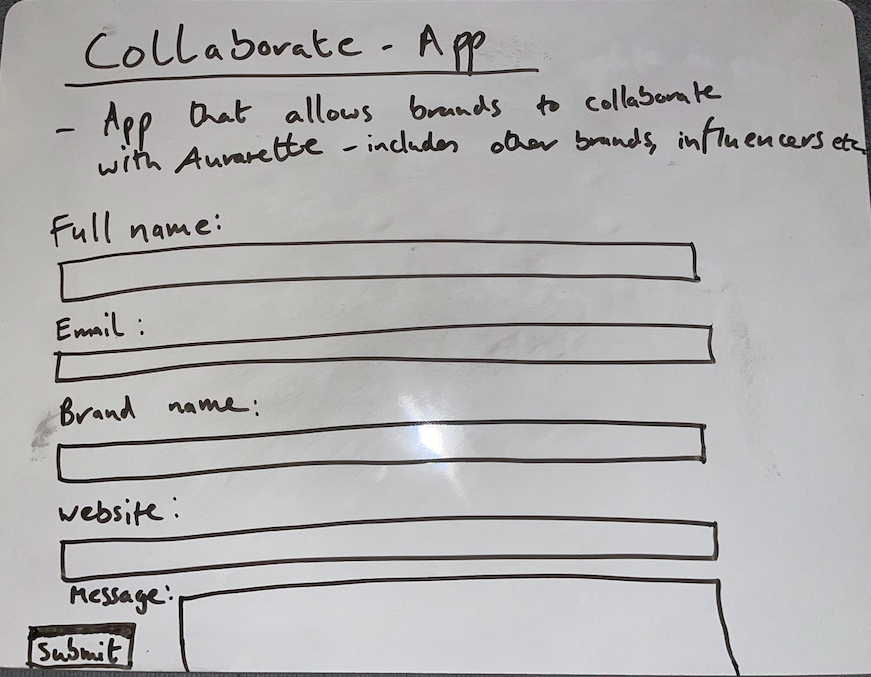 Collaborate - App
- App that allows brands to collaborate
with Aurarette - includes other brands, influencers etc
Full name:
Email:
Brand name:
website:
Message:
Submit